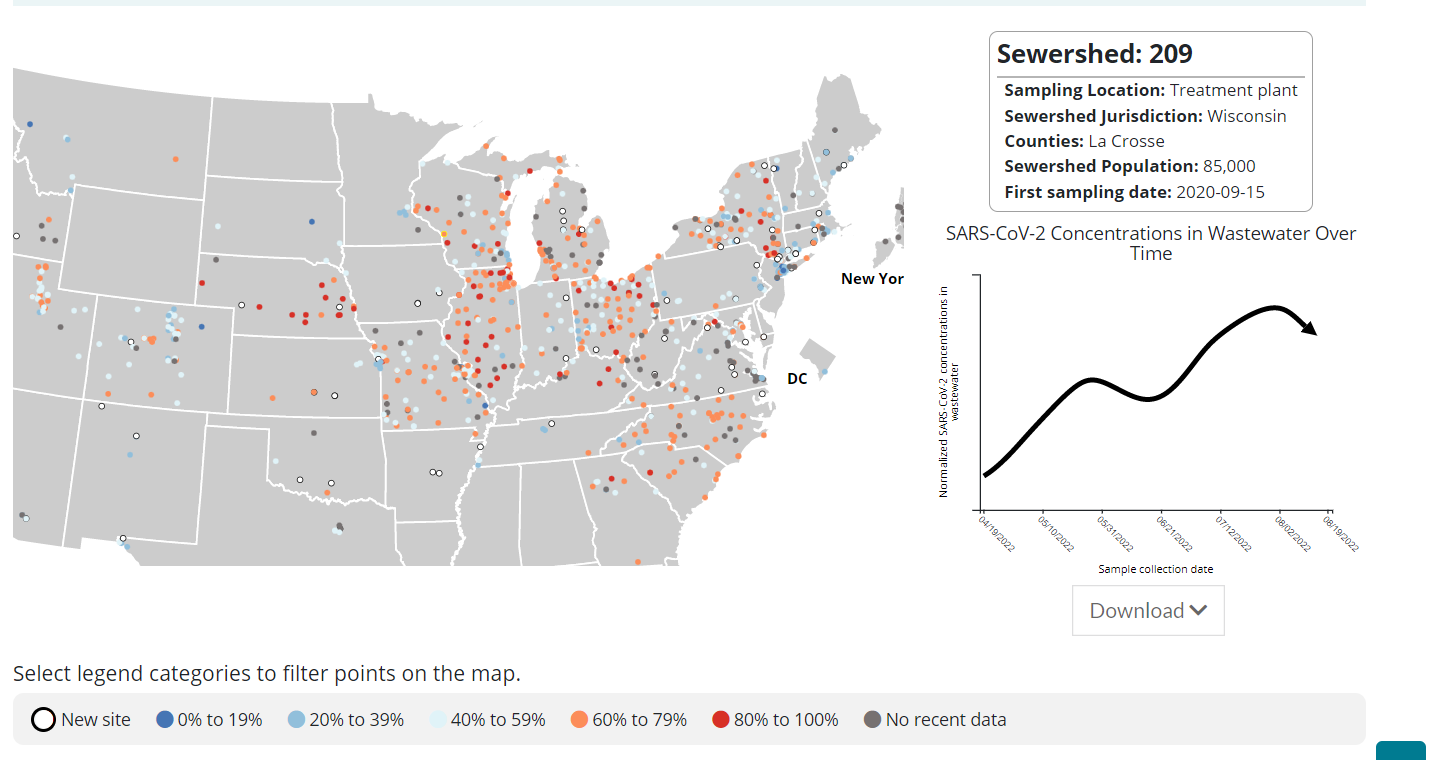 Sewershed: 209
Sampling Location: Treatment plant
Sewershed Jurisdiction: Wisconsin
Counties: La Crosse
Sewershed Population: 85,000
First sampling date: 2020-09-15
SARS-CoV-2 Concentrations in Wastewater Over
Time
New Yor
DC
Normalized SARS-CoV-2 concentrations in
wastewater
04/19/2022
05/10/2022
05/31/2022
06/21/2022
07/12/2022
08/02/2022
08/19/2022
Sample collection date
Download
Select legend categories to filter points on the map.
New site
0% to 19%
20% to 39%
40% to 59%
60% to 79%
80% to 100%
No recent data